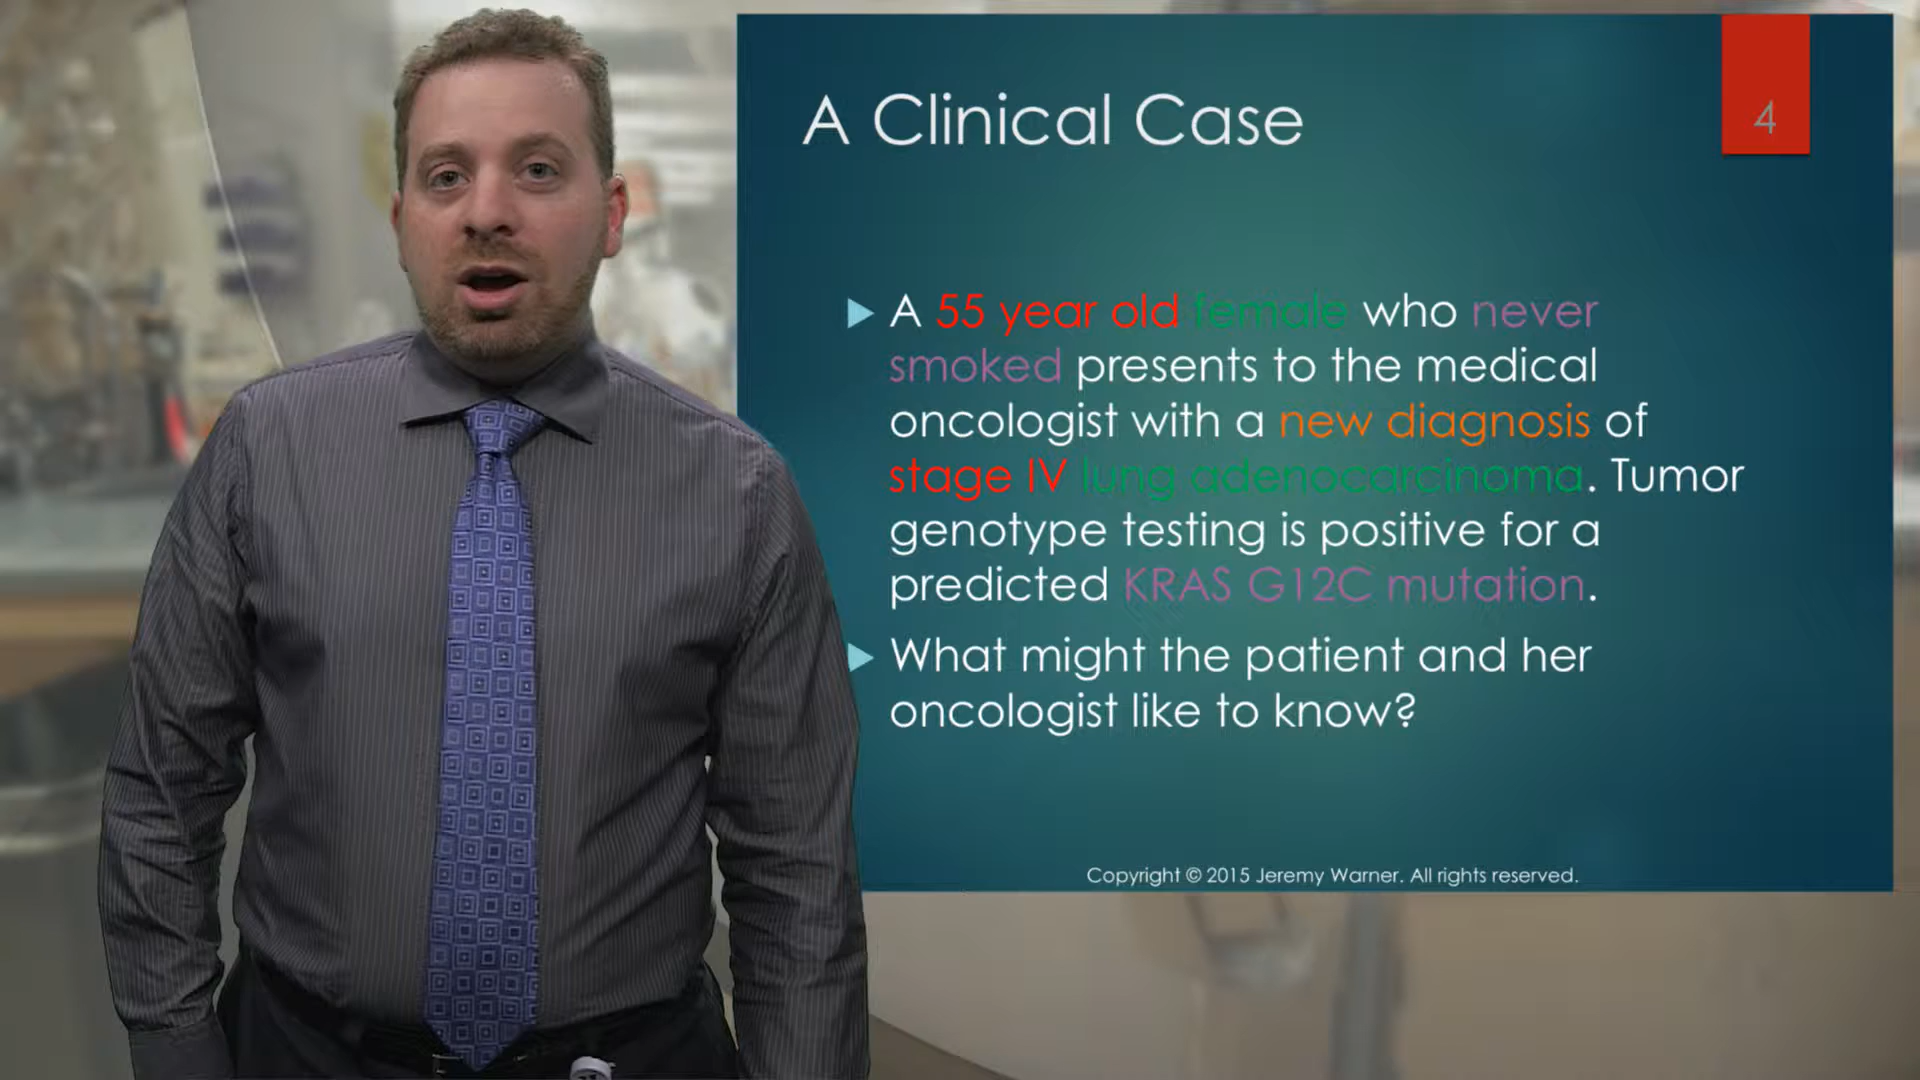 A Clinical Case
4
A 55 year old female who never
smoked presents to the medical
oncologist with a new diagnosis of
stage IV lung adenocarcinoma. Tumor
genotype testing is positive for a
predicted KRAS G12C mutation.
What might the patient and her
oncologist like to know?
Copyright © 2015 Jeremy Warner. All rights reserved.